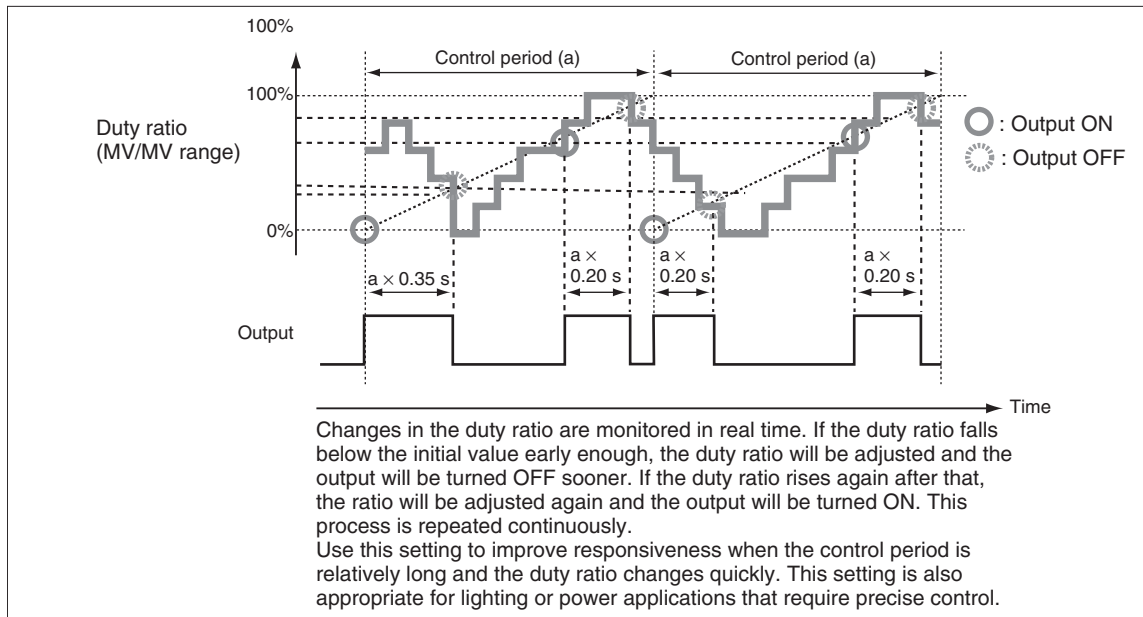 100%
Control period (a)
Control period (a)
100%
Duty ratio
(MV/MV range)
: Output ON
: Output OFF
0%
a × 0.35 s
a ×
0.20 s
a ×
0.20 s
a ×
0.20 s
Output
Time
Changes in the duty ratio are monitored in real time. If the duty ratio falls
below the initial value early enough, the duty ratio will be adjusted and the
output will be turned OFF sooner. If the duty ratio rises again after that,
the ratio will be adjusted again and the output will be turned ON. This
process is repeated continuously.
Use this setting to improve responsiveness when the control period is
relatively long and the duty ratio changes quickly. This setting is also
appropriate for lighting or power applications that require precise control.